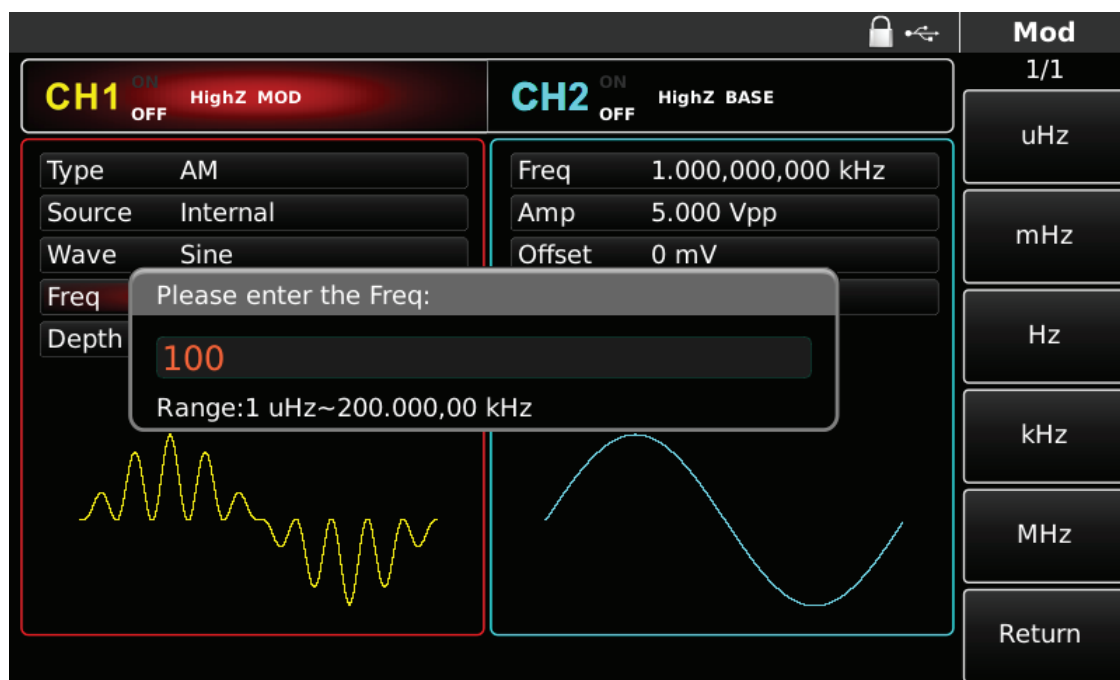 Mod
1/1
CH1 ON OFF HighZ MOD
CH2 ON OFF HighZ BASE
Type AM
Source Internal
Wave Sine
Freq
Depth
Freq 1.000,000,000 kHz
Amp 5.000 Vpp
Offset 0 mV
Please enter the Freq:
100
Range:1 uHz~200.000,00 kHz
uHz
mHz
Hz
kHz
MHz
Return